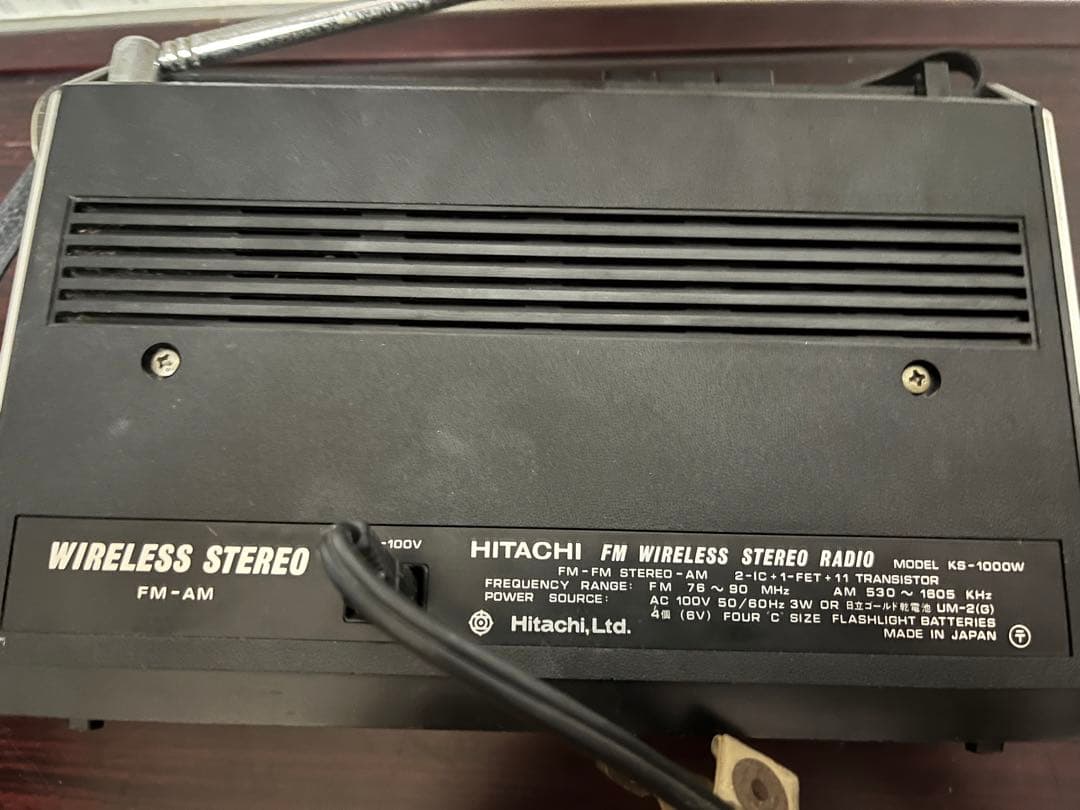 WIRELESS STEREO
FM-AM
-100V
HITACHI FM WIRELESS STEREO RADIO MODEL KS-1000W
FM-FM STEREO-AM 2-IC+1-FET+11 TRANSISTOR
FREQUENCY RANGE: FM 76～90 MHz AM 530～1605 KHz
POWER SOURCE: AC 100V 50/60Hz 3W OR 日立ゴールド乾電池 UM-2(G)
4個 (6V) FOUR "C" SIZE FLASHLIGHT BATTERIES
Hitachi,Ltd.
MADE IN JAPAN 〒